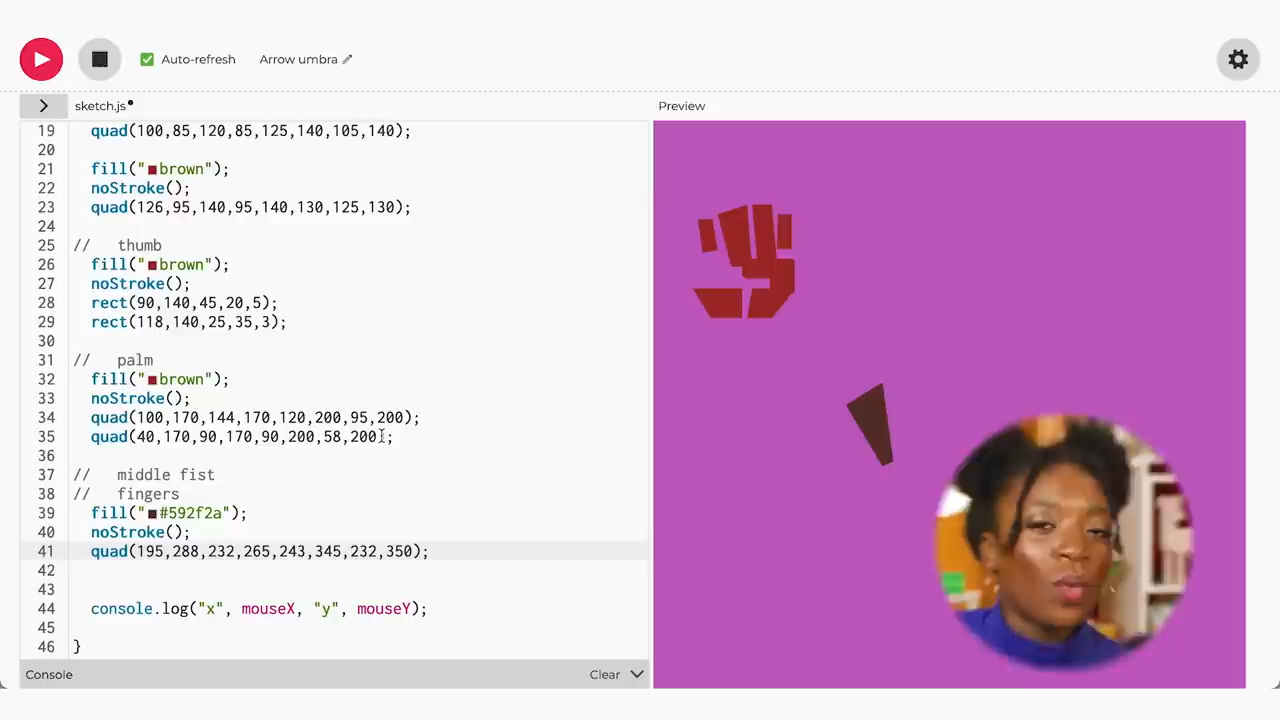 Auto-refresh
Arrow umbra
sketch.js
Preview
19 quad(100,85,120,85,125,140,105,140);
20
21 fill("brown");
22 noStroke();
23 quad(126,95,140,95,140,130,125,130);
24
25 // thumb
26 fill("brown");
27 noStroke();
28 rect(90,140,45,20,5);
29 rect(118,140,25,35,3);
30
31 // palm
32 fill("brown");
33 noStroke();
34 quad(100,170,144,170,120,200,95,200);
35 quad(40,170,90,170,90,200,58,200);
36
37 // middle fist
38 // fingers
39 fill("#592f2a");
40 noStroke();
41 quad(195,288,232,265,243,345,232,350);
42
43
44 console.log("x", mouseX, "y", mouseY);
45
46 }
Console
Clear